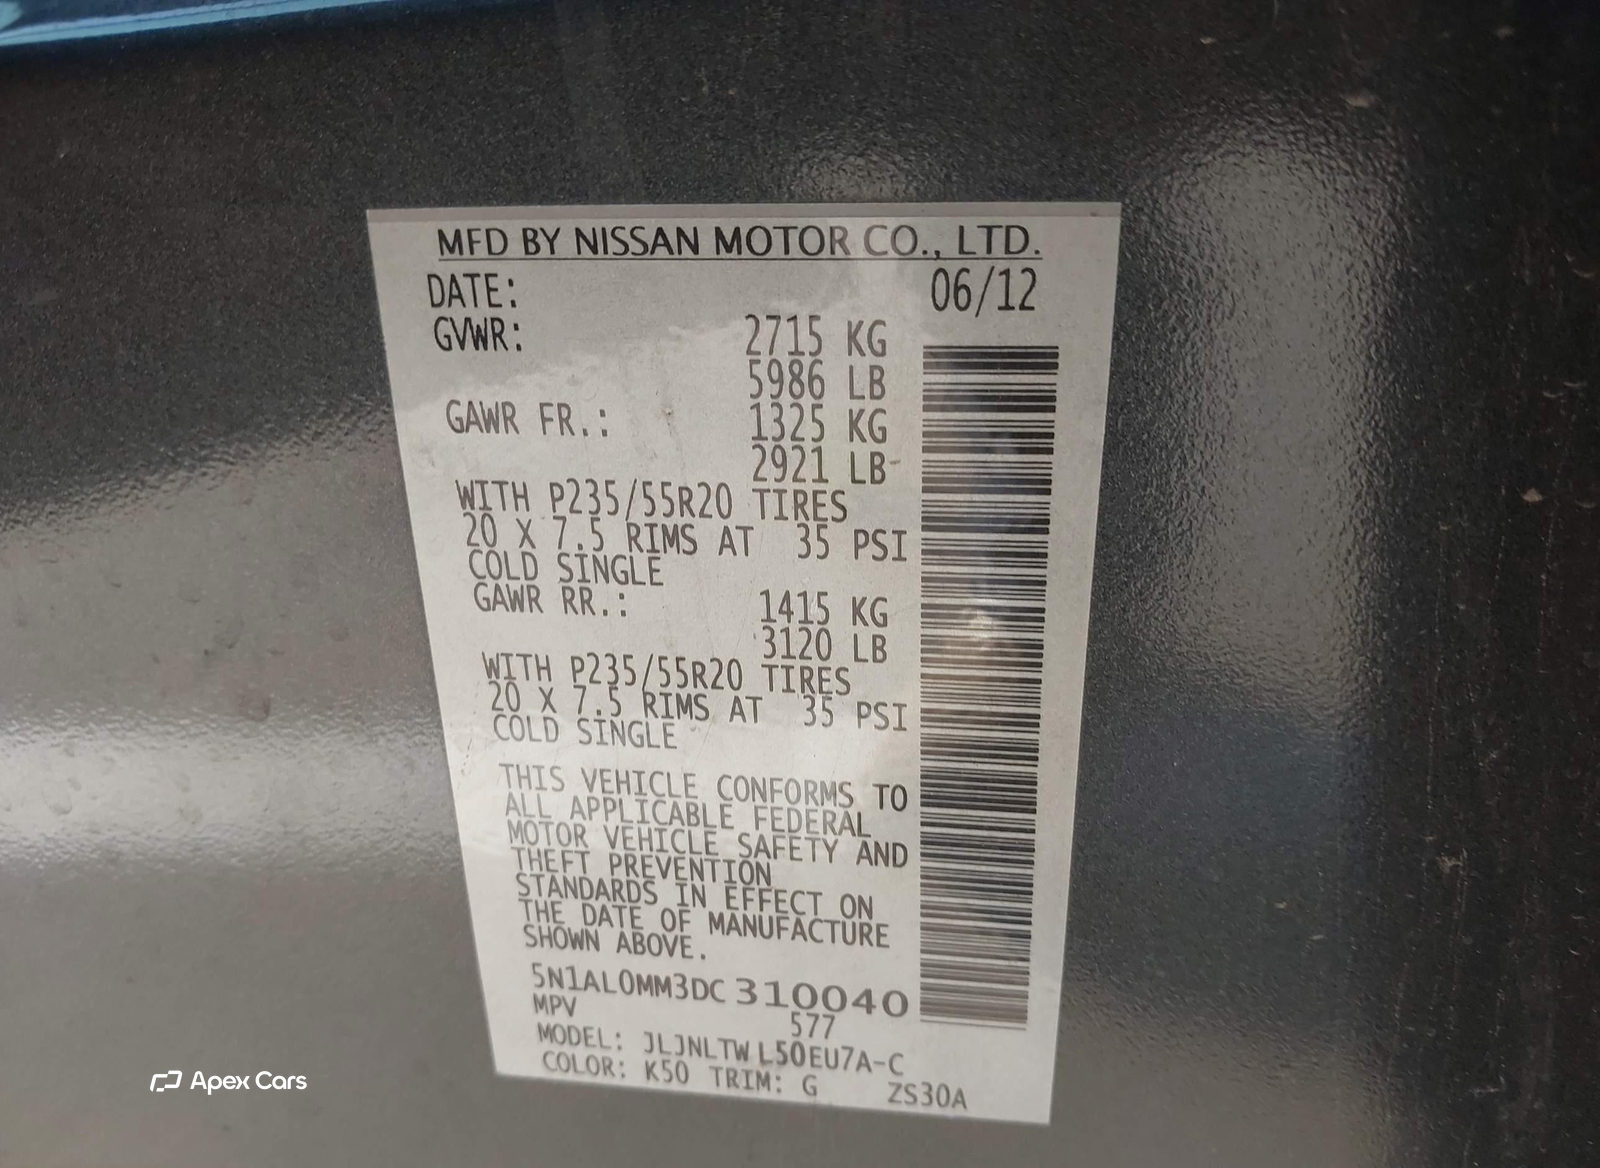 MFD BY NISSAN MOTOR CO., LTD.
DATE: 06/12
GVWR: 2715 KG
5986 LB
GAWR FR.: 1325 KG
2921 LB
WITH P235/55R20 TIRES
20 X 7.5 RIMS AT 35 PSI
COLD SINGLE
GAWR RR.: 1415 KG
3120 LB
WITH P235/55R20 TIRES
20 X 7.5 RIMS AT 35 PSI
COLD SINGLE
THIS VEHICLE CONFORMS TO
ALL APPLICABLE FEDERAL
MOTOR VEHICLE SAFETY AND
THEFT PREVENTION
STANDARDS IN EFFECT ON
THE DATE OF MANUFACTURE
SHOWN ABOVE.
5N1AL0MM3DC310040
MPV 577
MODEL: JLJNLTWL50EU7A-C
COLOR: K50 TRIM: G ZS30A
Apex Cars